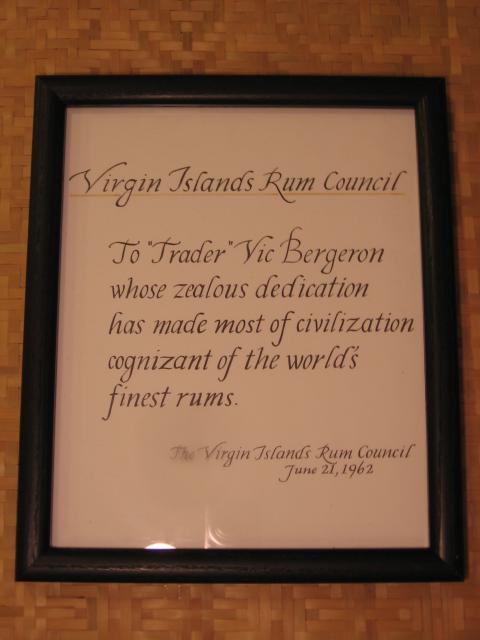 Virgin Islands Rum Council
To "Trader" Vic Bergeron
whose zealous dedication
has made most of civilization
cognizant of the world's
finest rums.
The Virgin Islands Rum Council
June 21, 1962